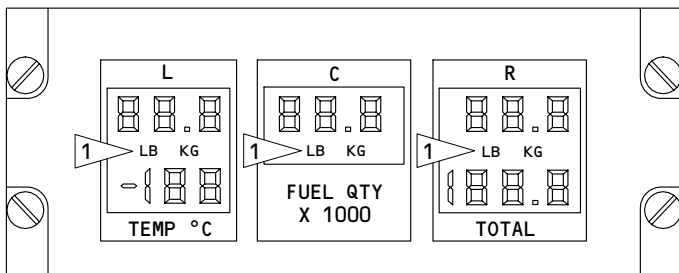 L
88.8
1
LB KG
-188
TEMP °C
C
88.8
1
LB KG
FUEL QTY
X 1000
R
88.8
1
LB KG
188.8
TOTAL